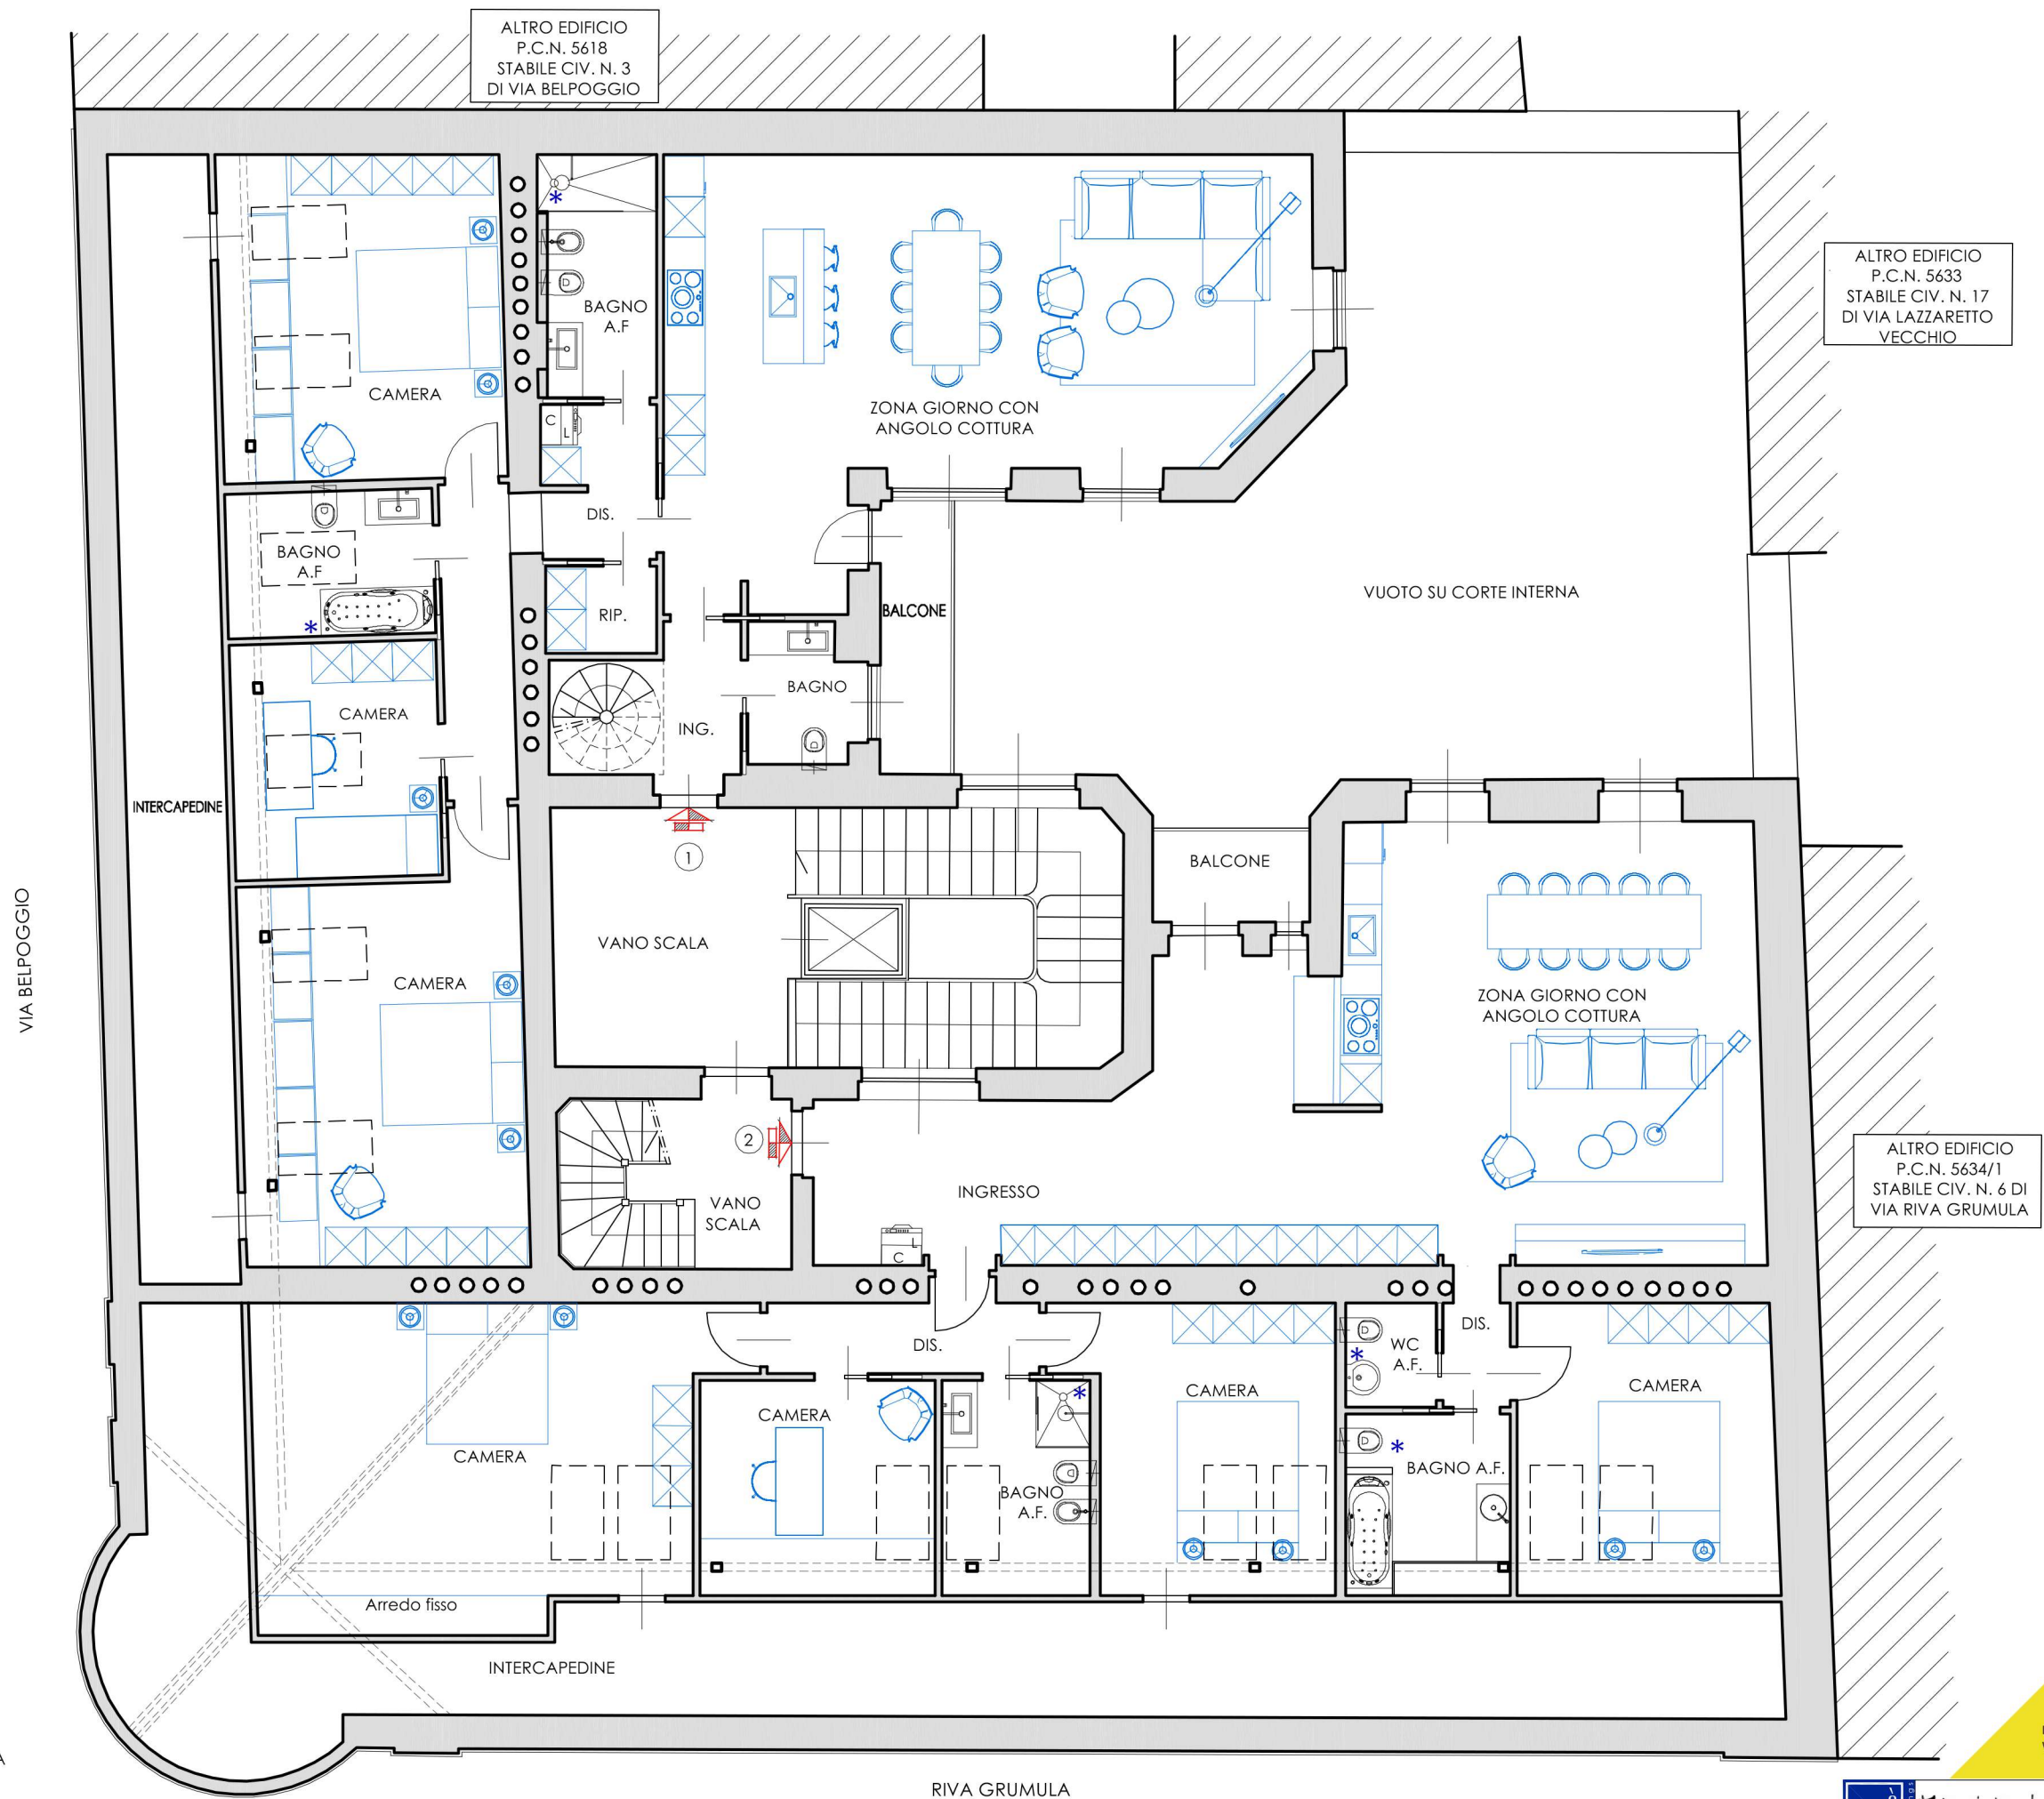 ALTRO EDIFICIO
P.C.N. 5618
STABILE CIV. N. 3
DI VIA BELPOGGIO
ALTRO EDIFICIO
P.C.N. 5633
STABILE CIV. N. 17
DI VIA LAZZARETTO
VECCHIO
BAGNO
A.F
CAMERA
ZONA GIORNO CON
ANGOLO COTTURA
C
L
DIS.
BAGNO
A.F
VUOTO SU CORTE INTERNA
RIP.
BALCONE
BAGNO
CAMERA
ING.
INTERCAPEDINE
1
BALCONE
VIA BELPOGGIO
VANO SCALA
CAMERA
ZONA GIORNO CON
ANGOLO COTTURA
2
ALTRO EDIFICIO
P.C.N. 5634/1
STABILE CIV. N. 6 DI
VIA RIVA GRUMULA
VANO
SCALA
INGRESSO
L
C
DIS.
DIS.
WC
A.F.
CAMERA
CAMERA
CAMERA
CAMERA
BAGNO A.F.
BAGNO
A.F.
Arredo fisso
INTERCAPEDINE
RIVA GRUMULA